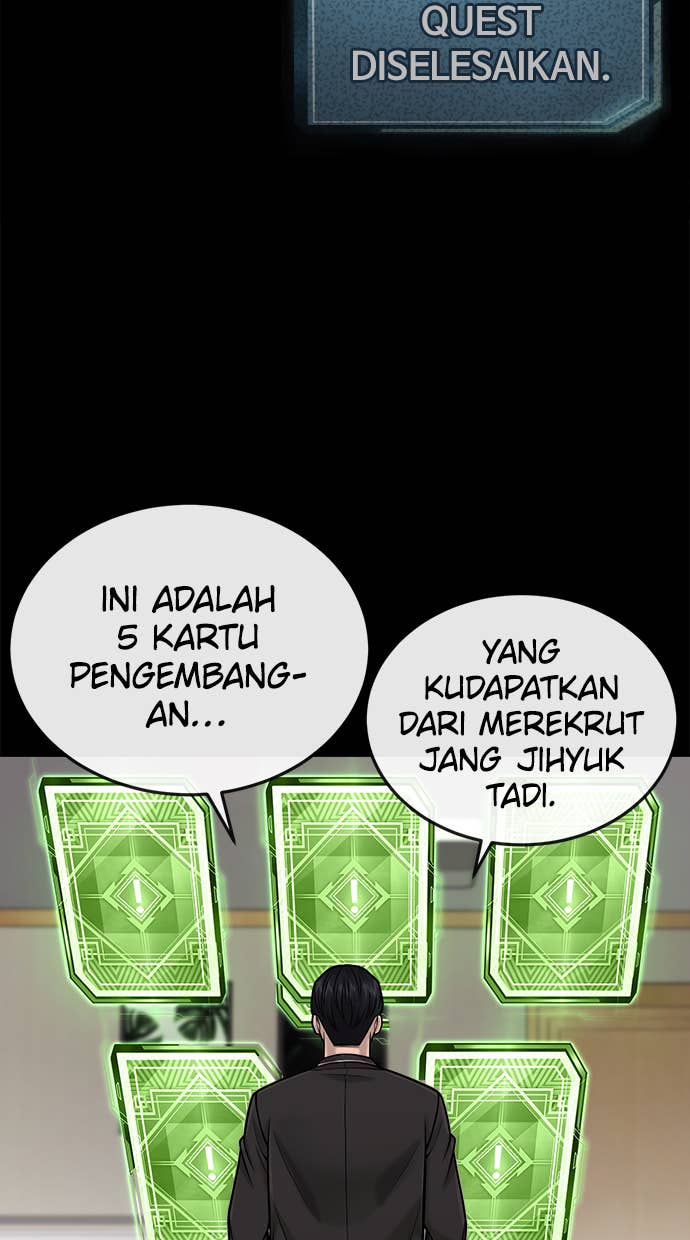 QUEST
DISELESAIKAN.
INI ADALAH
5 KARTU
PENGEMBANG-
AN...
YANG
KUDAPATKAN
DARI MEREKRUT
JANG JIHYUK
TADI.